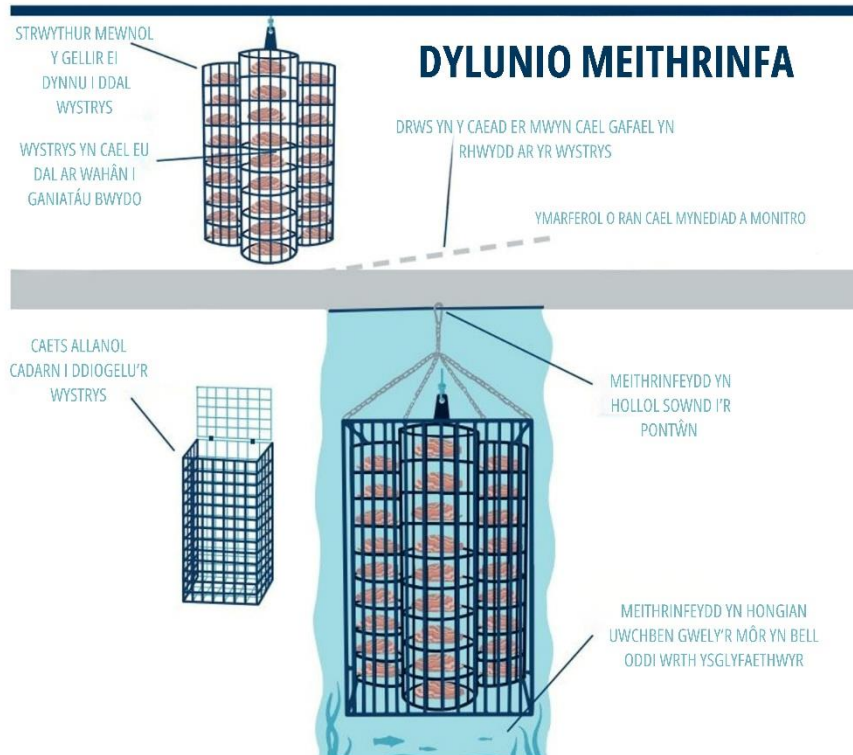 STRWYTHUR MEWNOL
Y GELLIR EI
DYNNU I DDAL
WYSTRYS
DYLUNIO MEITHRINFA
WYSTRYS YN CAEL EU
DAL AR WAHÂN I
GANIATÁU BWYDO
DRWS YN Y CAEAD ER MWYN CAEL GAFAEL YN
RHWYDD AR YR WYSTRYS
YMARFEROL O RAN CAEL MYNEDIAD A MONITRO
CAETS ALLANOL
CADARN I DDIOGELU'R
WYSTRYS
MEITHRINFEYDD YN
HOLLOL SOWND I'R
PONTŴN
MEITHRINFEYDD YN HONGIAN
UWCHBEN GWELY'R MÔR YN BELL
ODDI WRTH YSGLYFAETHWYR